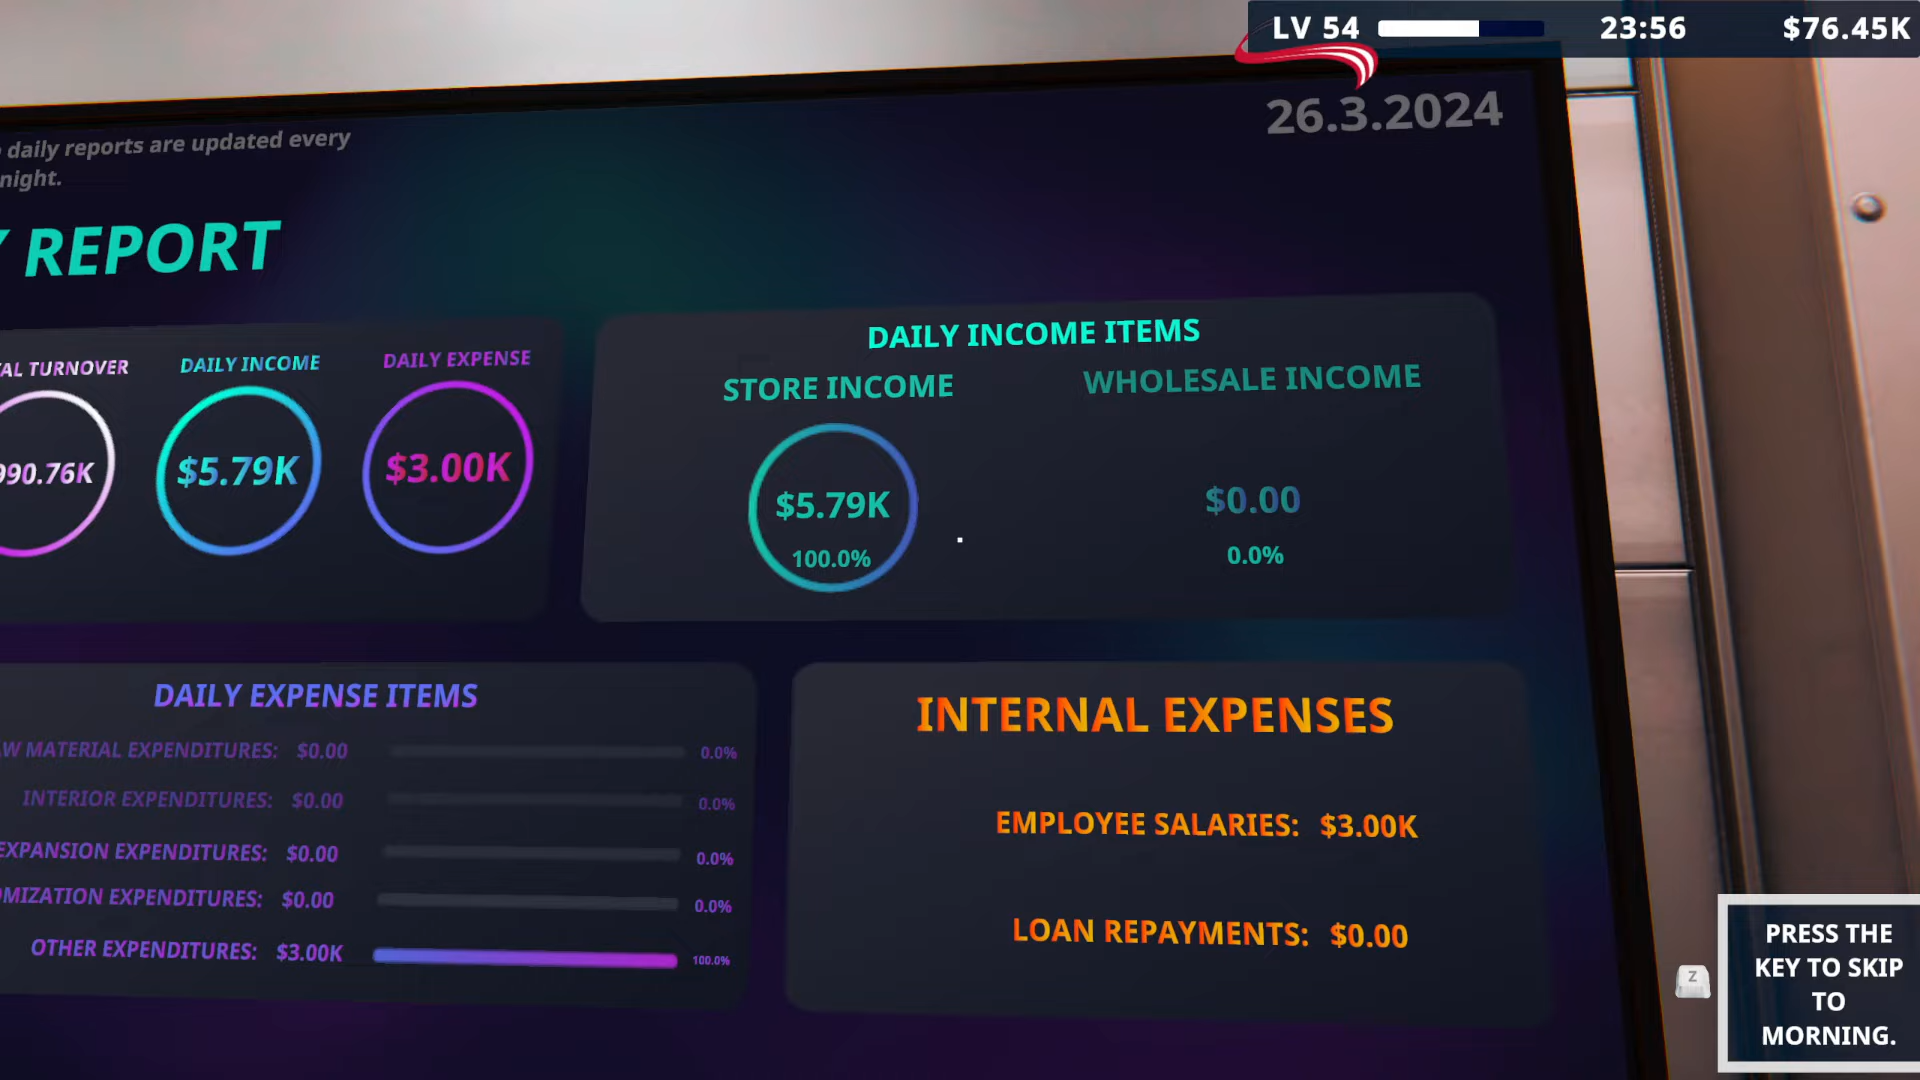 LV 54 23:56 $76.45K
26.3.2024
daily reports are updated every
night.
REPORT
TURNOVER DAILY INCOME DAILY EXPENSE
990.76K $5.79K $3.00K
DAILY INCOME ITEMS
STORE INCOME WHOLESALE INCOME
$5.79K $0.00
100.0% 0.0%
DAILY EXPENSE ITEMS
MATERIAL EXPENDITURES: $0.00 0.0%
INTERIOR EXPENDITURES: $0.00 0.0%
EXPANSION EXPENDITURES: $0.00 0.0%
EXPENDITURES: $0.00 0.0%
OTHER EXPENDITURES: $3.00K 100.0%
INTERNAL EXPENSES
EMPLOYEE SALARIES: $3.00K
LOAN REPAYMENTS: $0.00
Z
PRESS THE
KEY TO SKIP
TO
MORNING.